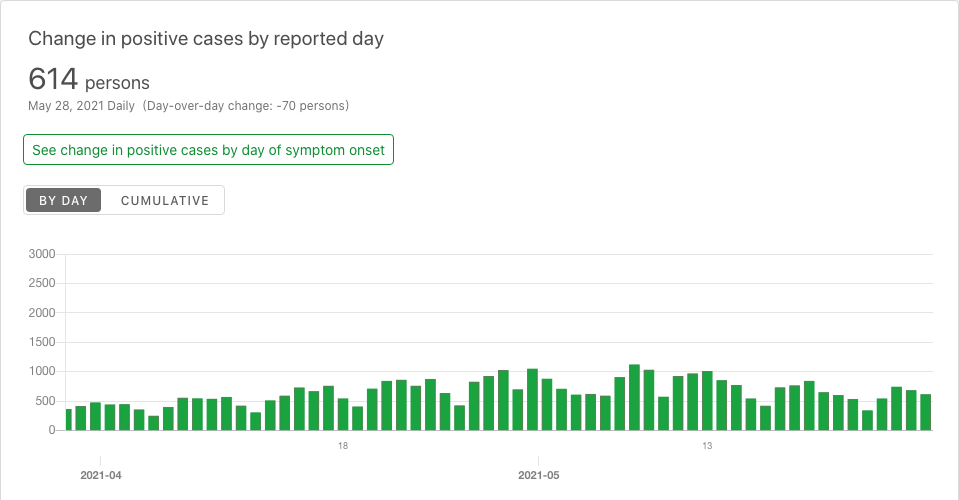 Change in positive cases by reported day
614 persons
May 28, 2021 Daily (Day-over-day change: -70 persons)
See change in positive cases by day of symptom onset
BY DAY CUMULATIVE
3000
2500
2000
1500
1000
500
0
18 13
2021-04 2021-05